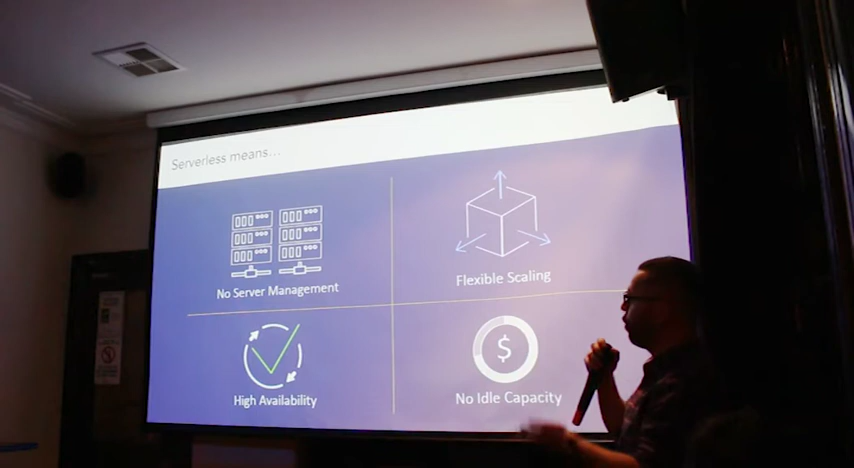 Serverless means...
No Server Management
Flexible Scaling
$
High Availability
No Idle Capacity